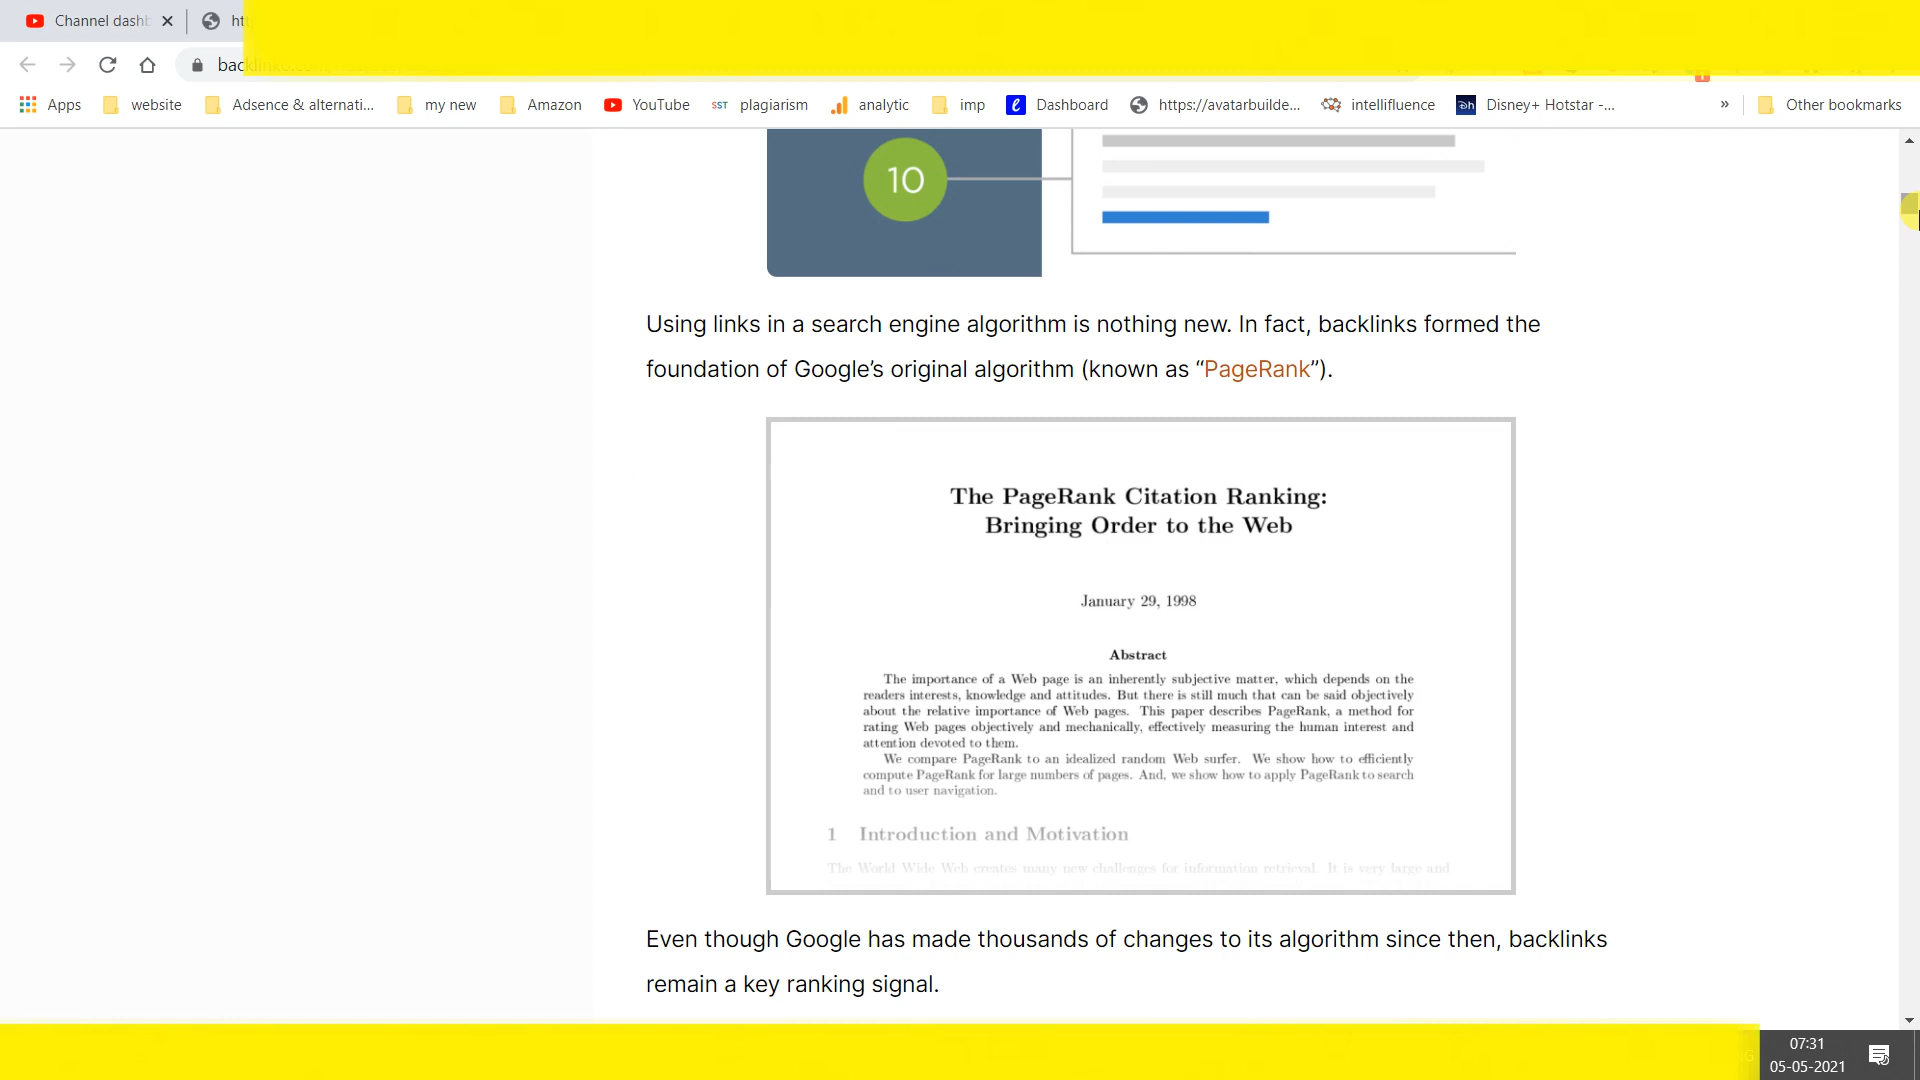 Channel dashb
htt
backlinko.com
Apps website Adsence & alternati... my new Amazon YouTube SST plagiarism analytic imp Dashboard https://avatarbuilde... intellifluence Dh Disney+ Hotstar -... » Other bookmarks
10
Using links in a search engine algorithm is nothing new. In fact, backlinks formed the
foundation of Google’s original algorithm (known as “PageRank”).
The PageRank Citation Ranking:
Bringing Order to the Web
January 29, 1998
Abstract
The importance of a Web page is an inherently subjective matter, which depends on the
readers interests, knowledge and attitudes. But there is still much that can be said objectively
about the relative importance of Web pages. This paper describes PageRank, a method for
rating Web pages objectively and mechanically, effectively measuring the human interest and
attention devoted to them.
We compare PageRank to an idealized random Web surfer. We show how to efficiently
compute PageRank for large numbers of pages. And, we show how to apply PageRank to search
and to user navigation.
1 Introduction and Motivation
The World Wide Web creates many new challenges for information retrieval. It is very large and
Even though Google has made thousands of changes to its algorithm since then, backlinks
remain a key ranking signal.
07:31
05-05-2021